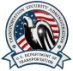 TRANSPORTATION SECURITY ADMINISTRATION
U.S. DEPARTMENT OF TRANSPORTATION